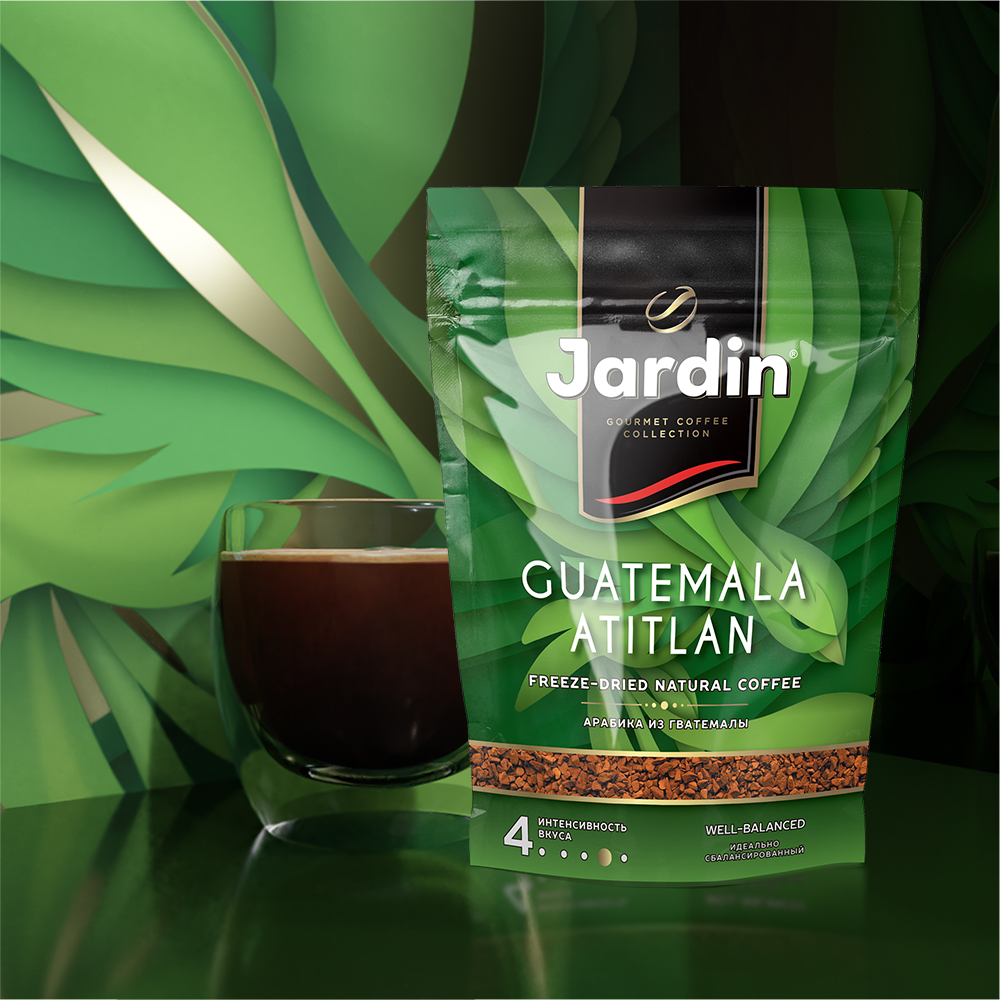 Jardin®
GOURMET COFFEE
COLLECTION
GUATEMALA
ATITLAN
FREEZE-DRIED NATURAL COFFEE
АРАБИКА ИЗ ГВАТЕМАЛЫ
4 ИНТЕНСИВНОСТЬ
ВКУСА
WELL-BALANCED
ИДЕАЛЬНО
СБАЛАНСИРОВАННЫЙ